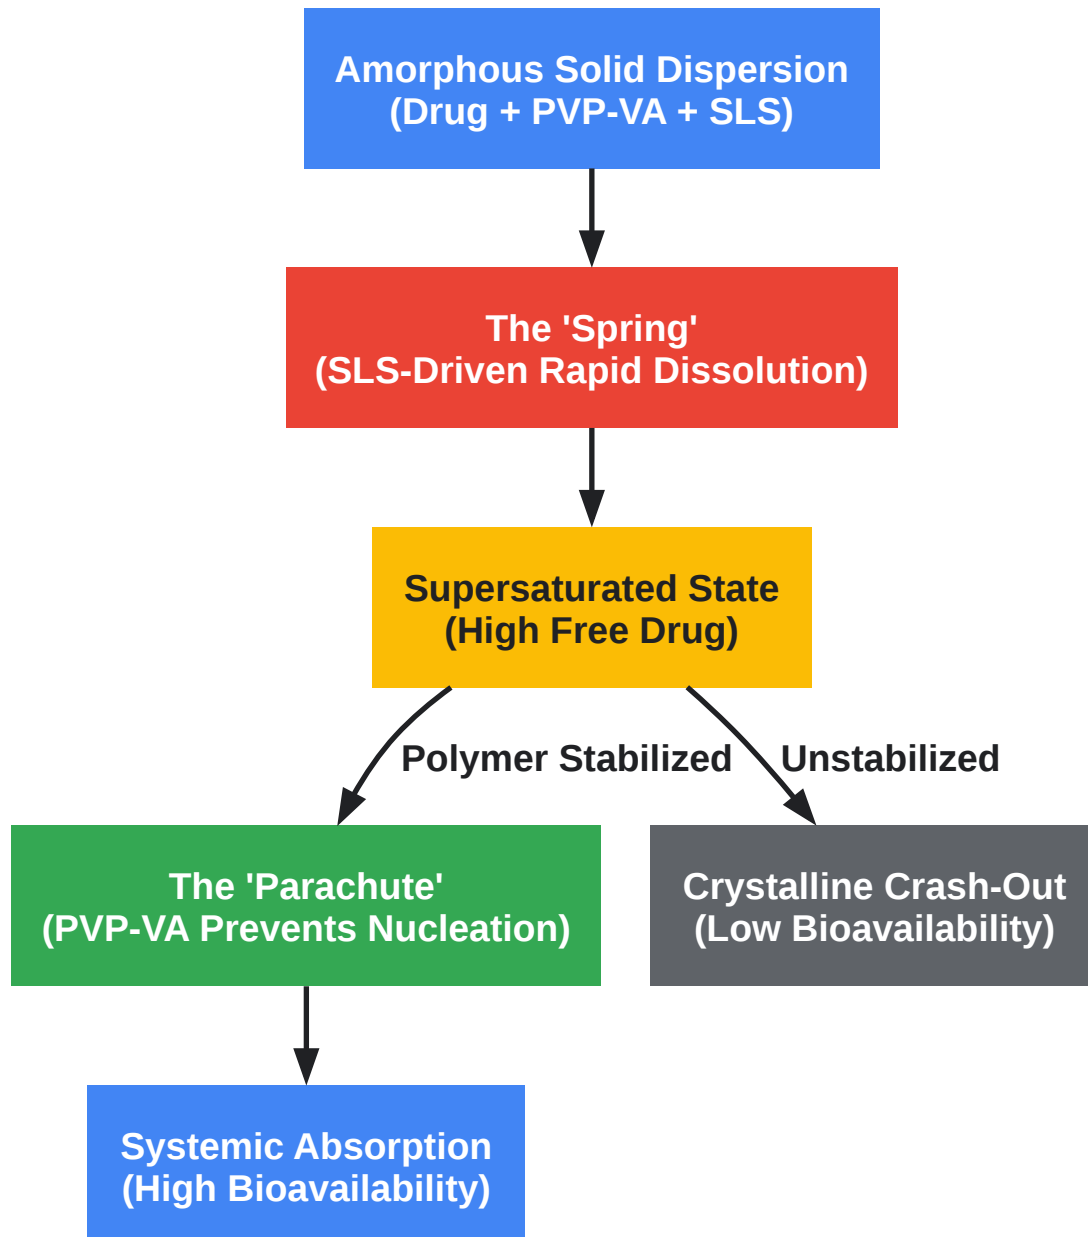 Amorphous Solid Dispersion
(Drug + PVP-VA + SLS)
The 'Spring'
(SLS-Driven Rapid Dissolution)
Supersaturated State
(High Free Drug)
Polymer Stabilized
Unstabilized
The 'Parachute'
(PVP-VA Prevents Nucleation)
Crystalline Crash-Out
(Low Bioavailability)
Systemic Absorption
(High Bioavailability)